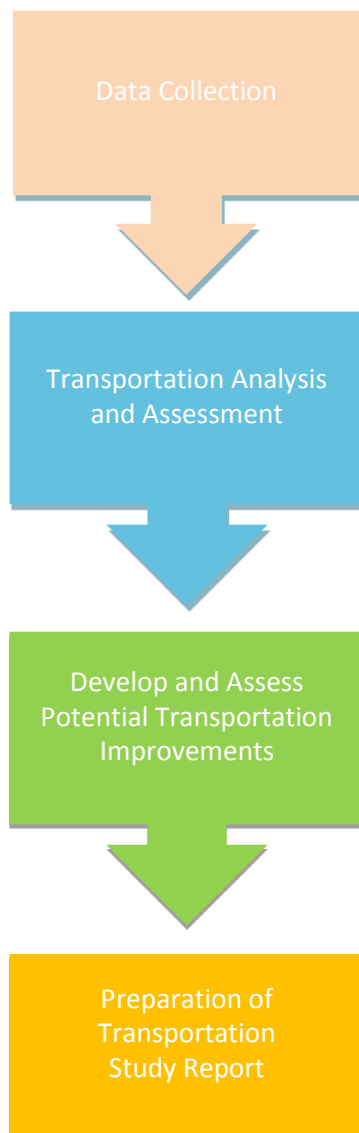 Data Collection
Transportation Analysis
and Assessment
Develop and Assess
Potential Transportation
Improvements
Preparation of
Transportation
Study Report